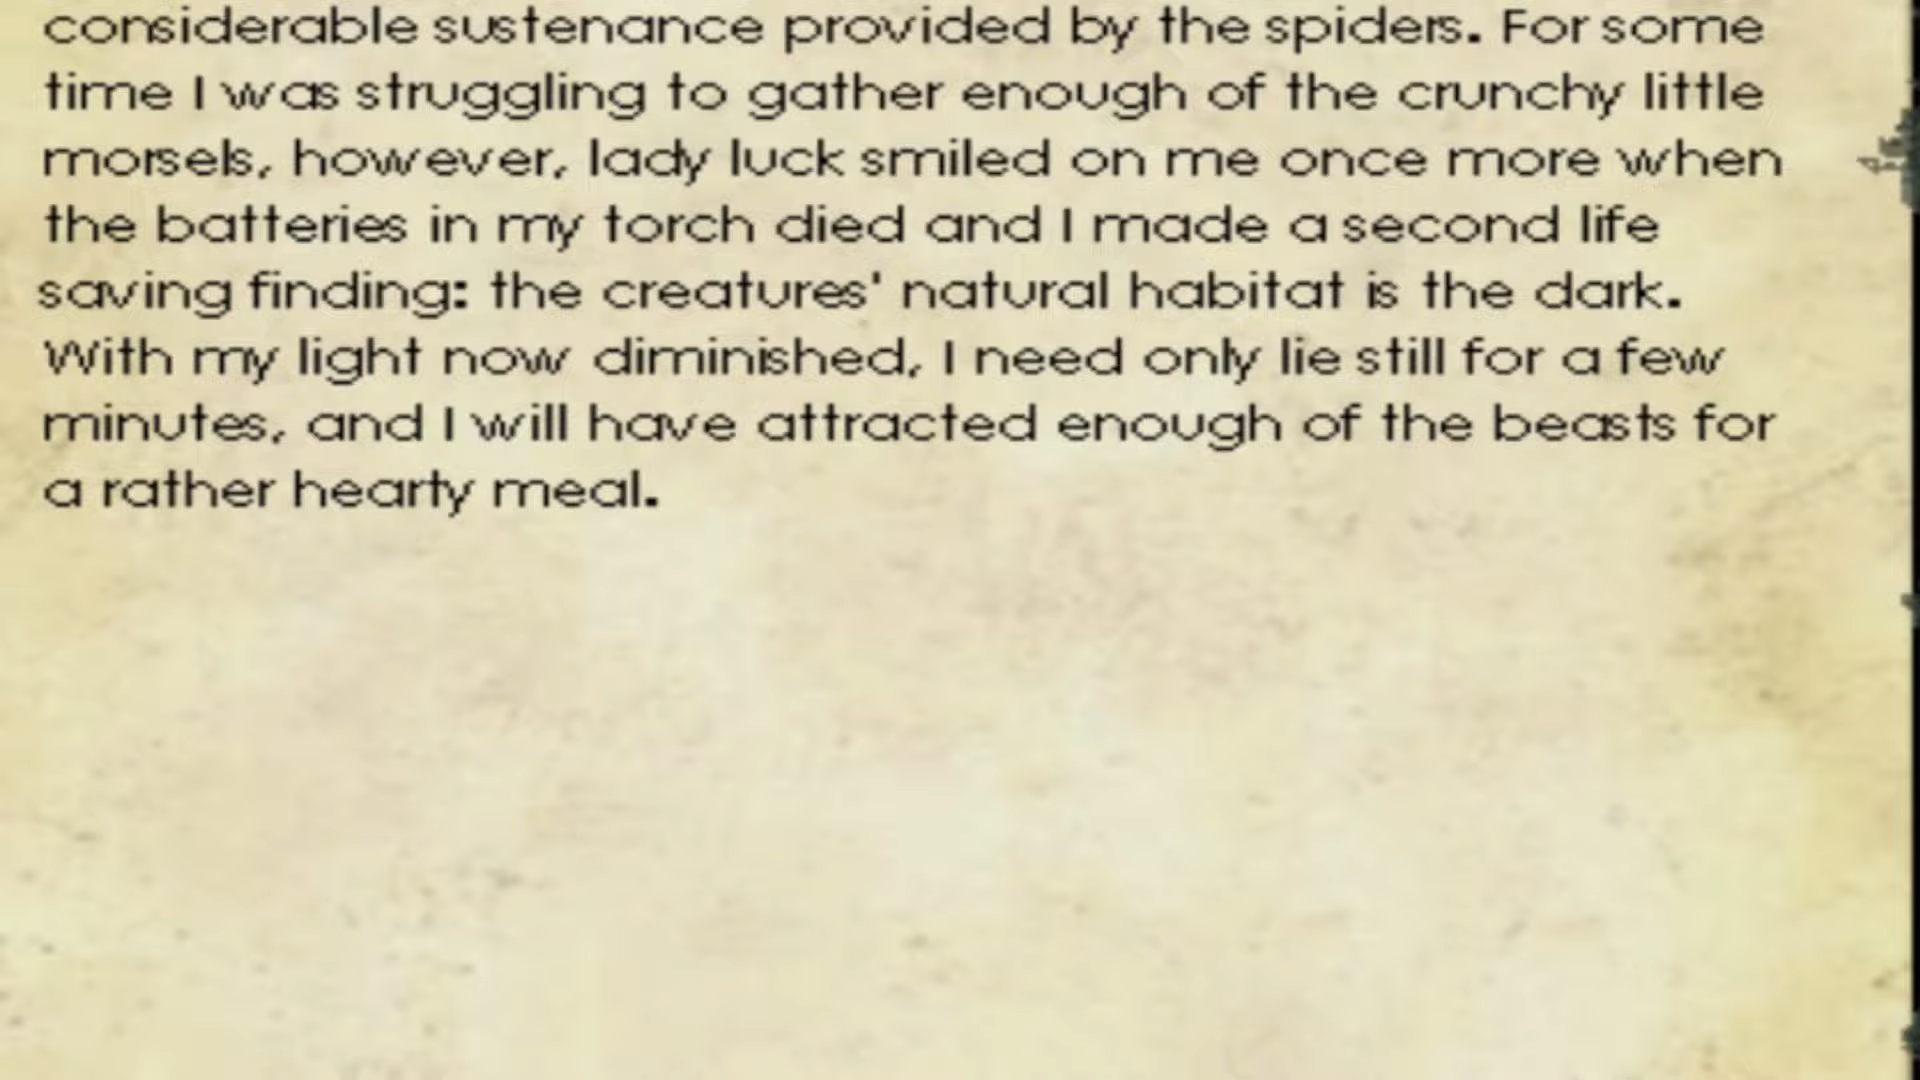 considerable sustenance provided by the spiders. For some
time I was struggling to gather enough of the crunchy little
morsels, however, lady luck smiled on me once more when
the batteries in my torch died and I made a second life
saving finding: the creatures' natural habitat is the dark.
With my light now diminished, I need only lie still for a few
minutes, and I will have attracted enough of the beasts for
a rather hearty meal.